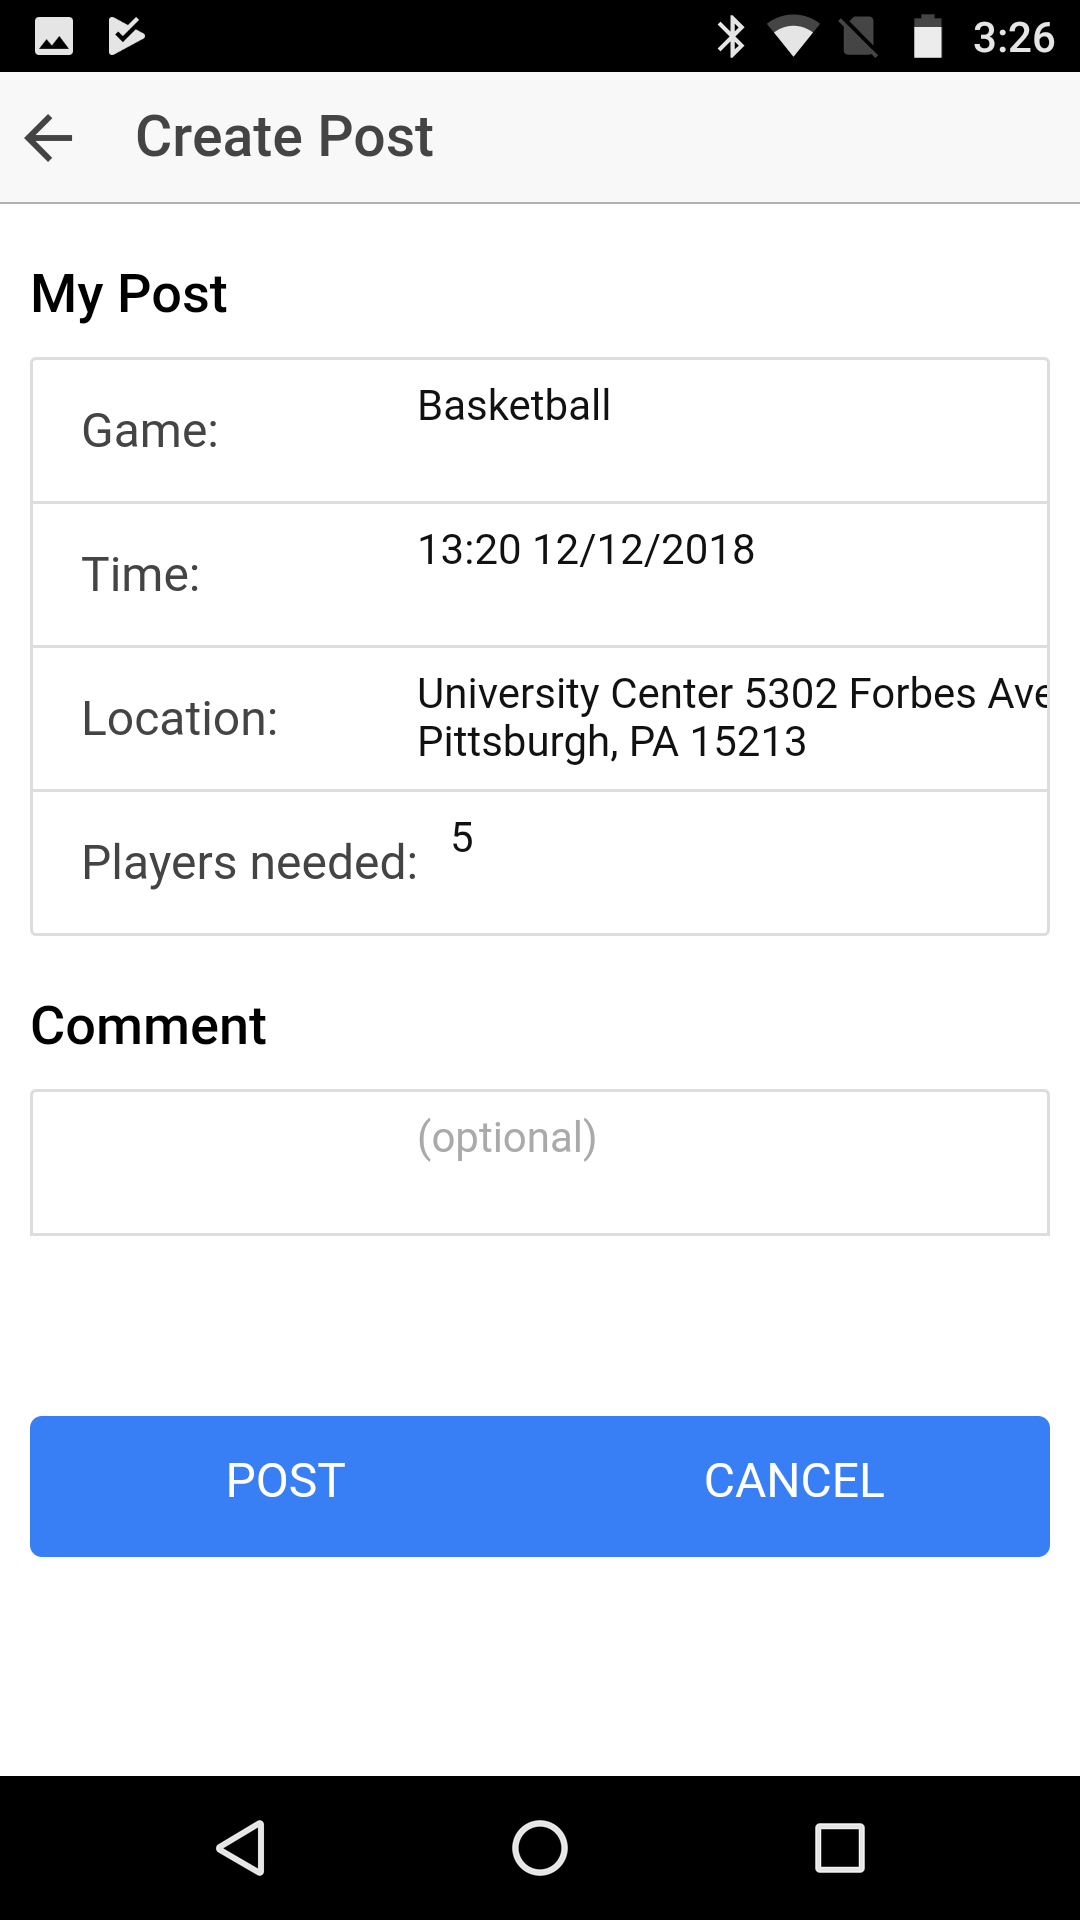 3:26
Create Post
My Post
Game: Basketball
Time: 13:20 12/12/2018
Location: University Center 5302 Forbes Ave
Pittsburgh, PA 15213
Players needed: 5
Comment
(optional)
POST CANCEL